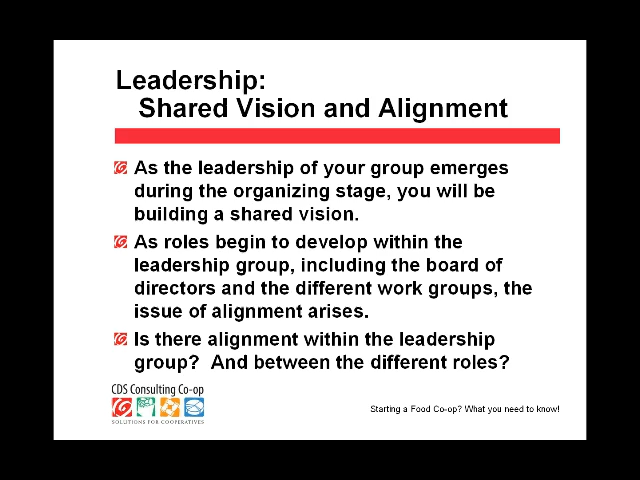 Leadership:
Shared Vision and Alignment
As the leadership of your group emerges
during the organizing stage, you will be
building a shared vision.
As roles begin to develop within the
leadership group, including the board of
directors and the different work groups, the
issue of alignment arises.
Is there alignment within the leadership
group?  And between the different roles?
CDS Consulting Co-op
SOLUTIONS FOR COOPERATIVES
Starting a Food Co-op? What you need to know!